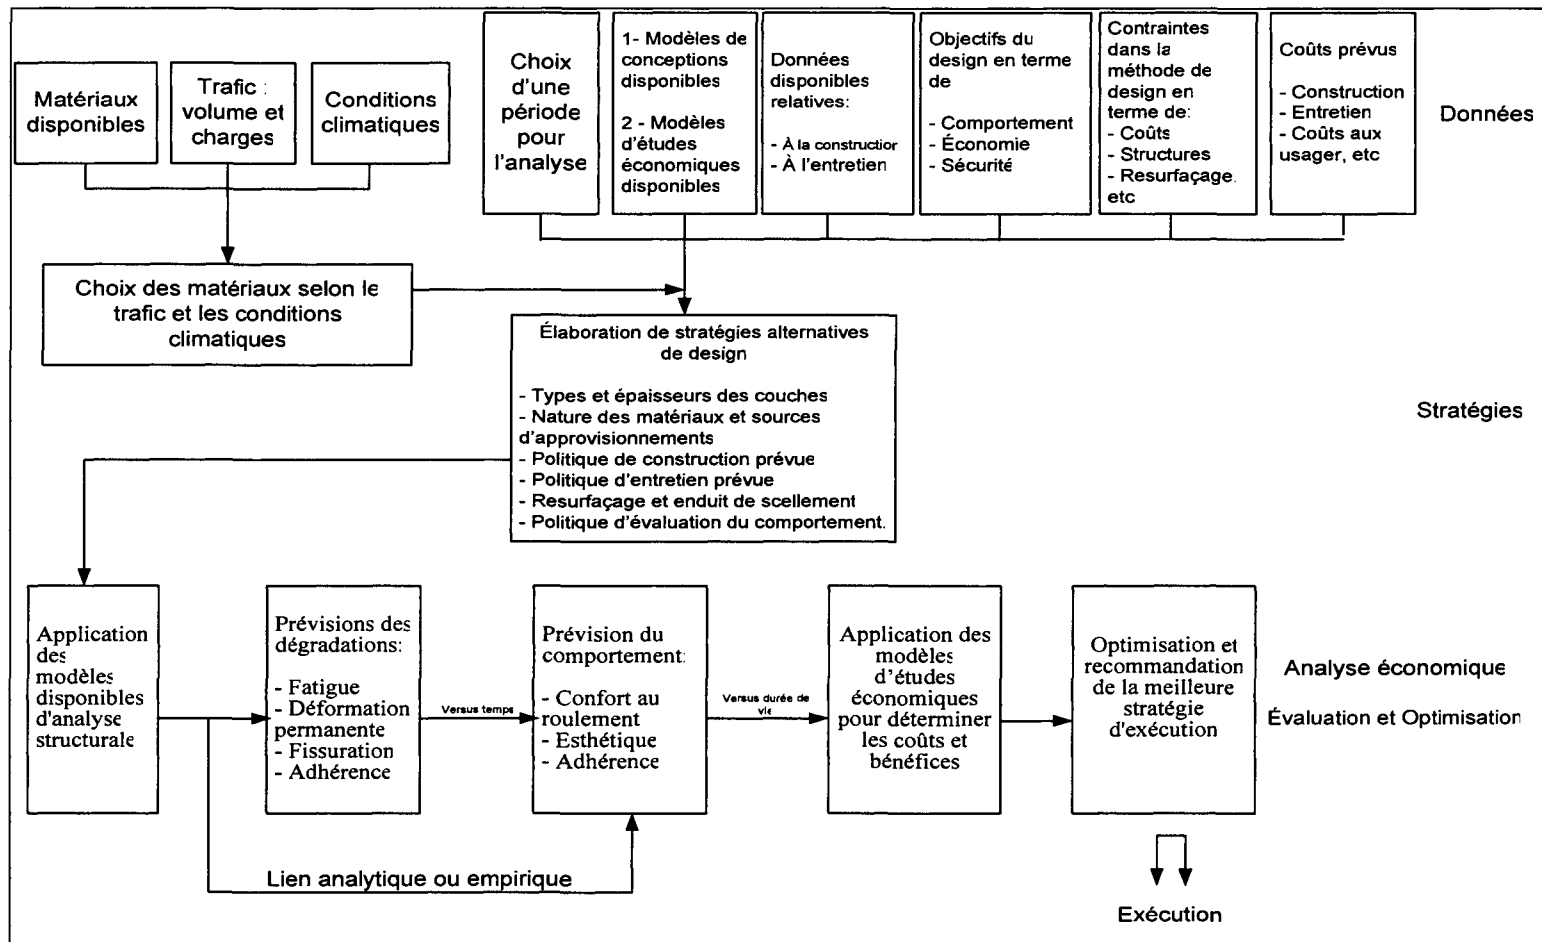 Matériaux
disponibles
Trafic :
volume et
charges
Conditions
climatiques
Choix
d'une
période
pour
l'analyse
1- Modèles de
conceptions
disponibles
2 - Modèles
d'études
économiques
disponibles
Données
disponibles
relatives:
- À la construction
- À l'entretien
Objectifs du
design en terme
de
- Comportement
- Économie
- Sécurité
Contraintes
dans la
méthode de
design en
terme de:
- Coûts
- Structures
- Resurfaçage,
etc
Coûts prévus
- Construction
- Entretien
- Coûts aux
usager, etc
Données
Choix des matériaux selon le
trafic et les conditions
climatiques
Élaboration de stratégies alternatives
de design
- Types et épaisseurs des couches
- Nature des matériaux et sources
d'approvisionnements
- Politique de construction prévue
- Politique d'entretien prévue
- Resurfaçage et enduit de scellement
- Politique d'évaluation du comportement.
Stratégies
Application
des
modèles
disponibles
d'analyse
structurale
Prévisions des
dégradations:
- Fatigue
- Déformation
permanente
- Fissuration
- Adhérence
Versus temps
Prévision du
comportement:
- Confort au
roulement
- Esthétique
- Adhérence
Versus durée de
vie
Application des
modèles
d'études
économiques
pour déterminer
les coûts et
bénéfices
Optimisation et
recommandation
de la meilleure
stratégie
d'exécution
Analyse économique
Évaluation et Optimisation
Lien analytique ou empirique
Exécution